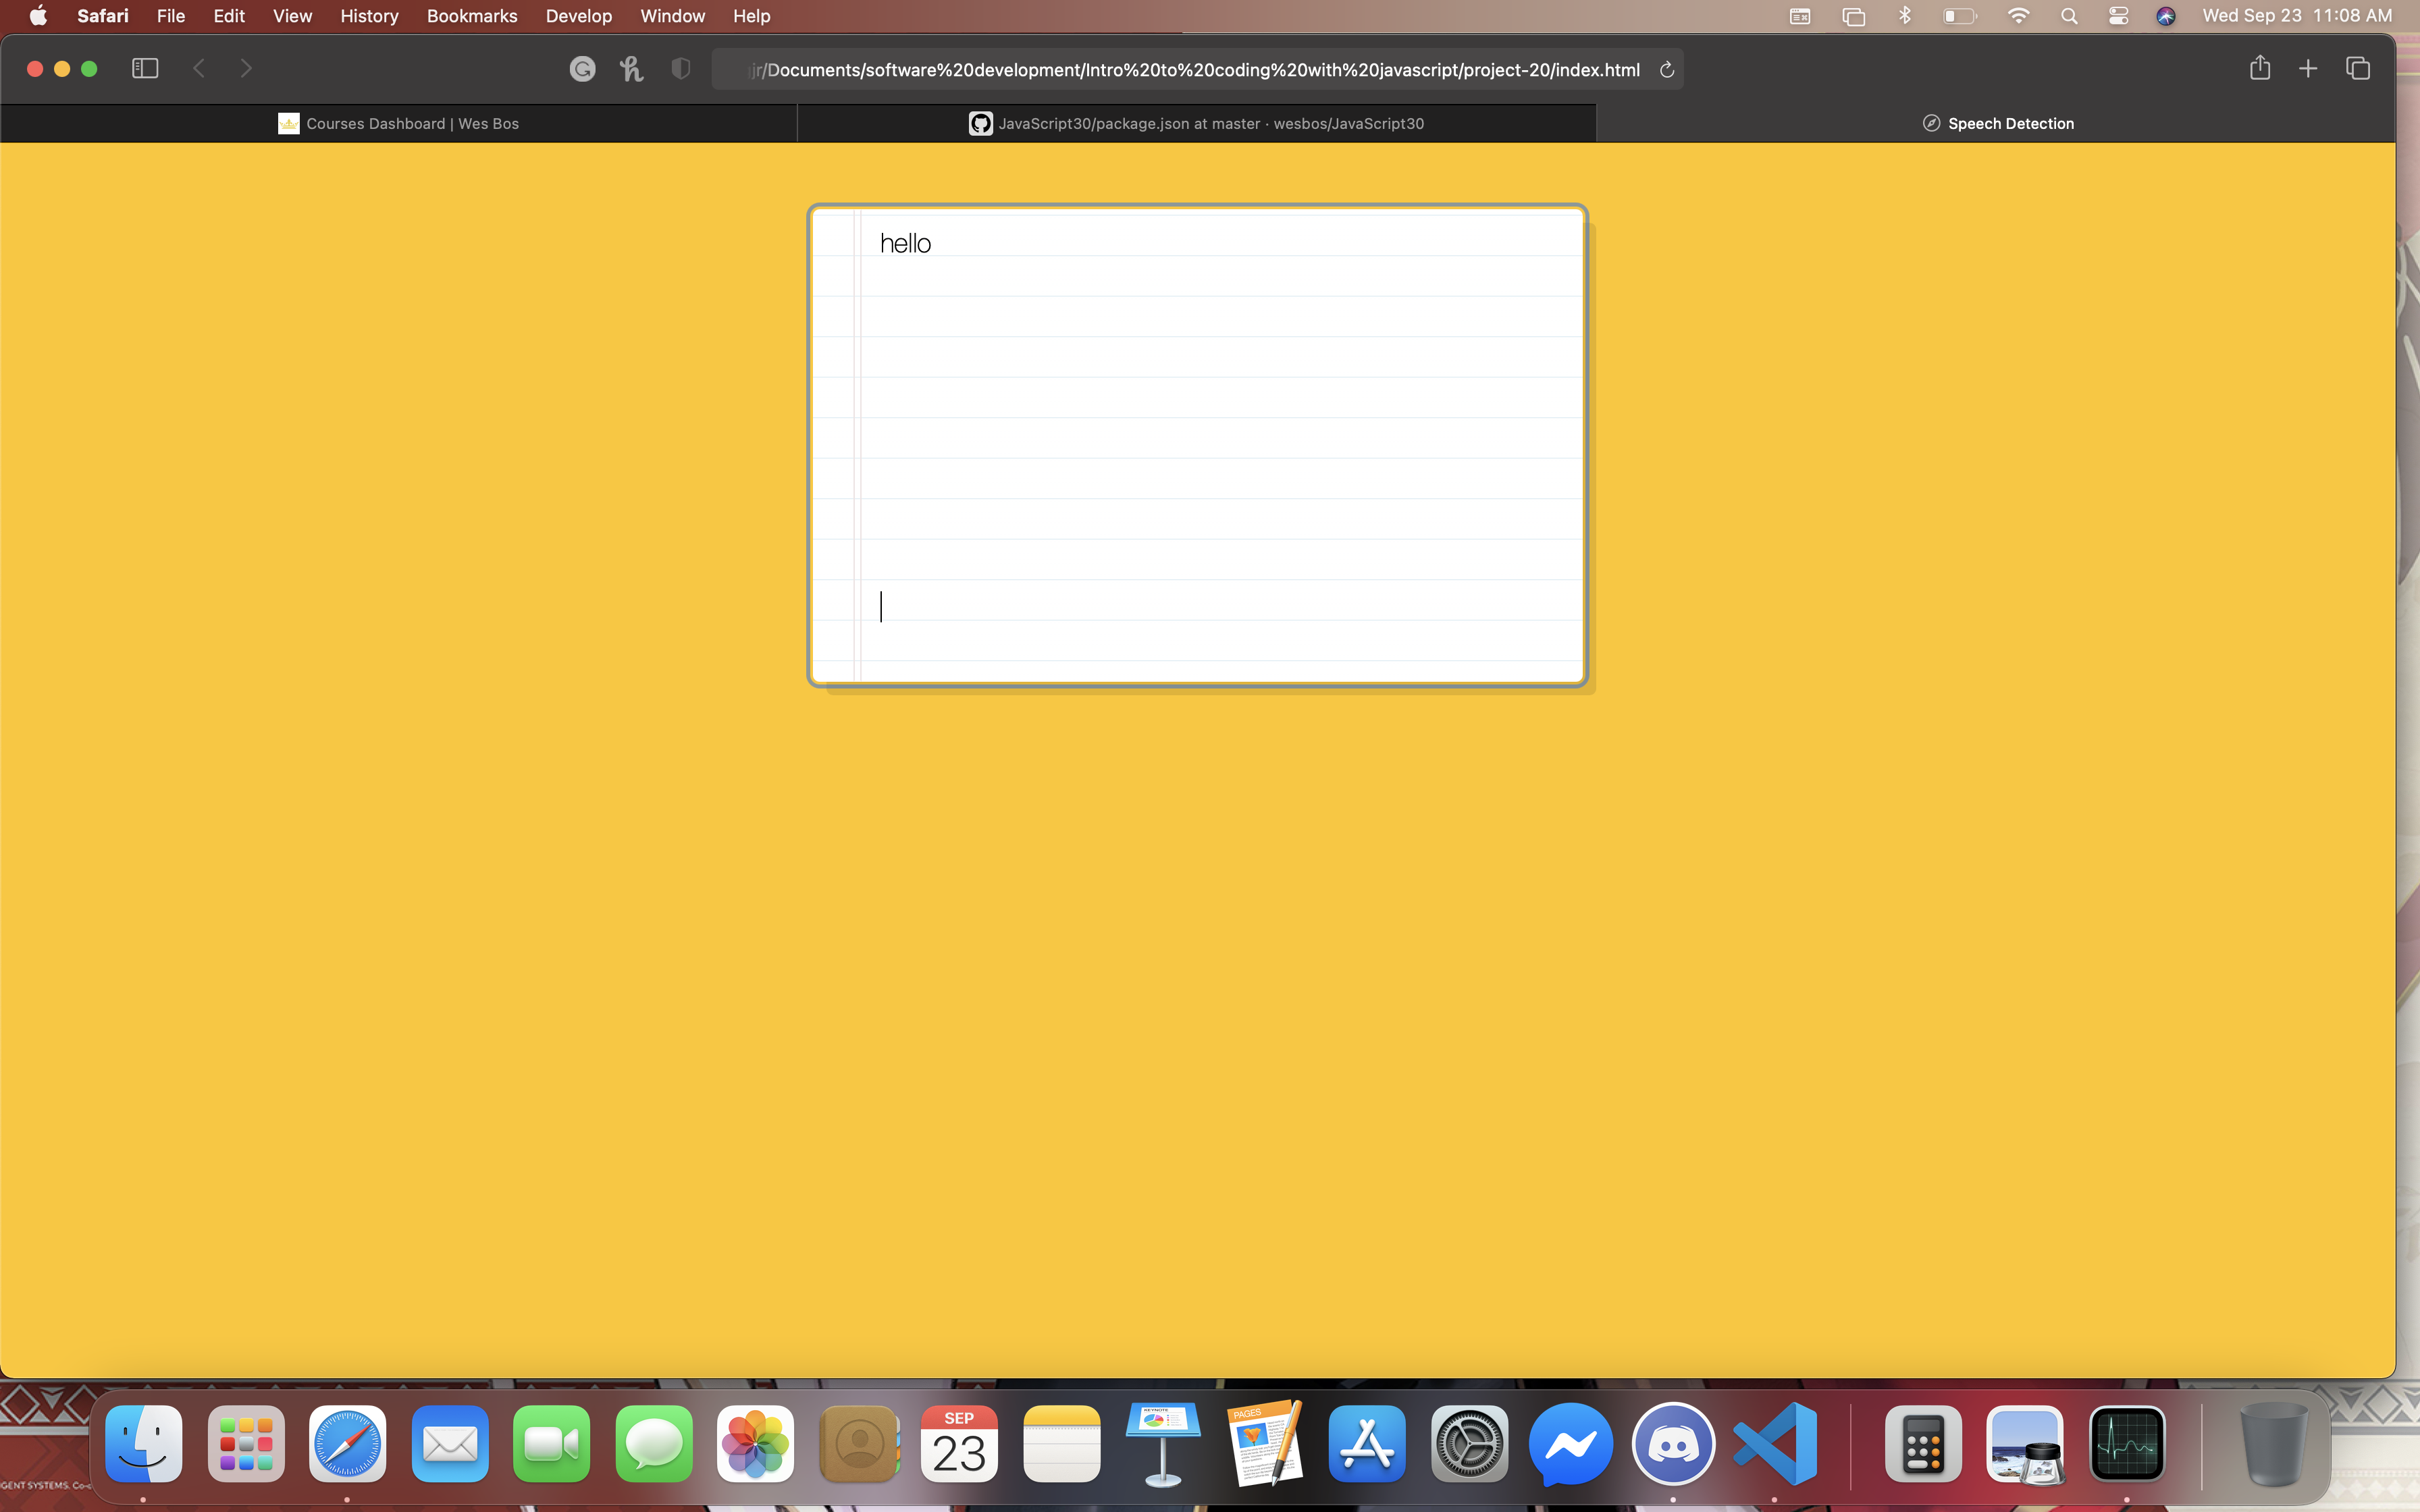 Safari File Edit View History Bookmarks Develop Window Help Wed Sep 23 11:08 AM
jr/Documents/software%20development/Intro%20to%20coding%20with%20javascript/project-20/index.html
Courses Dashboard | Wes Bos JavaScript30/package.json at master · wesbos/JavaScript30 Speech Detection
hello
SEP
23
KEYNOTE
PAGES
GENT SYSTEMS. Co-